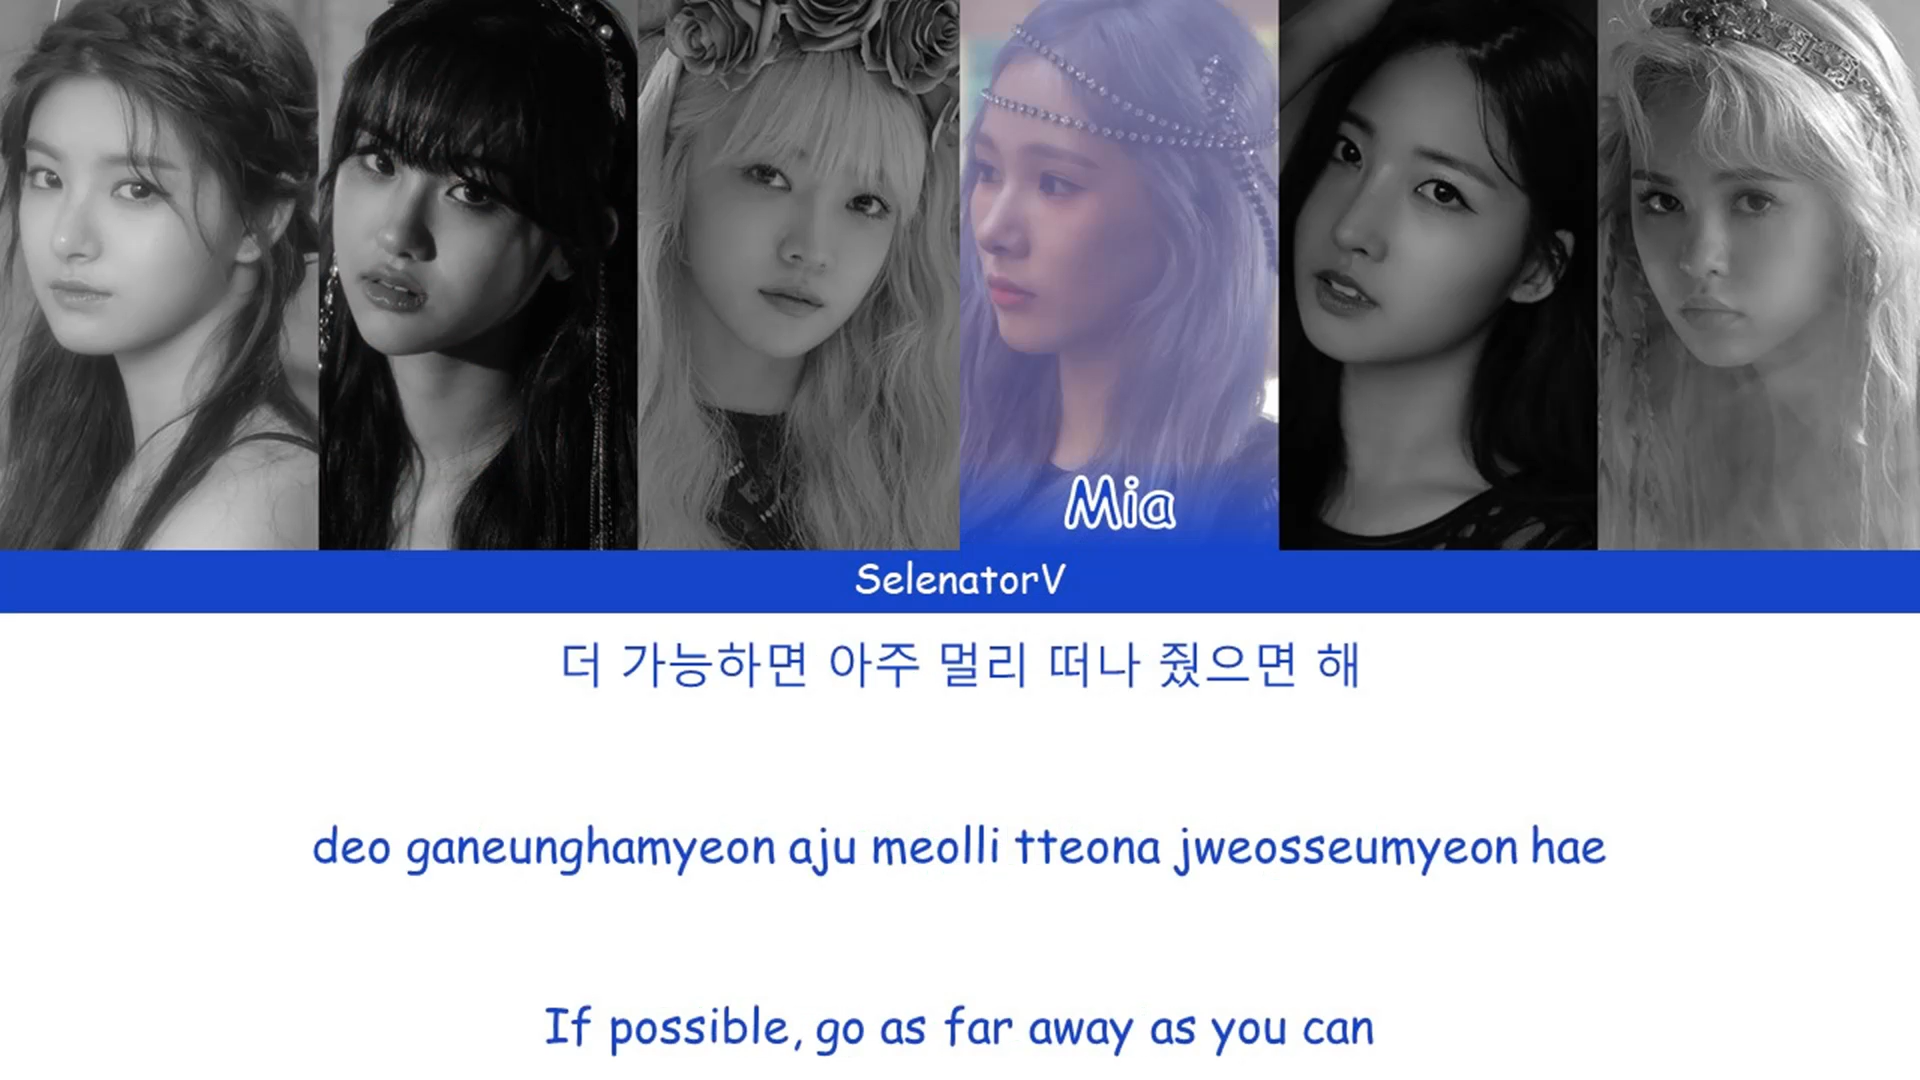 Mia
SelenatorV
더 가능하면 아주 멀리 떠나 줬으면 해
deo ganeunghamyeon aju meolli tteona jweosseumyeon hae
If possible, go as far away as you can